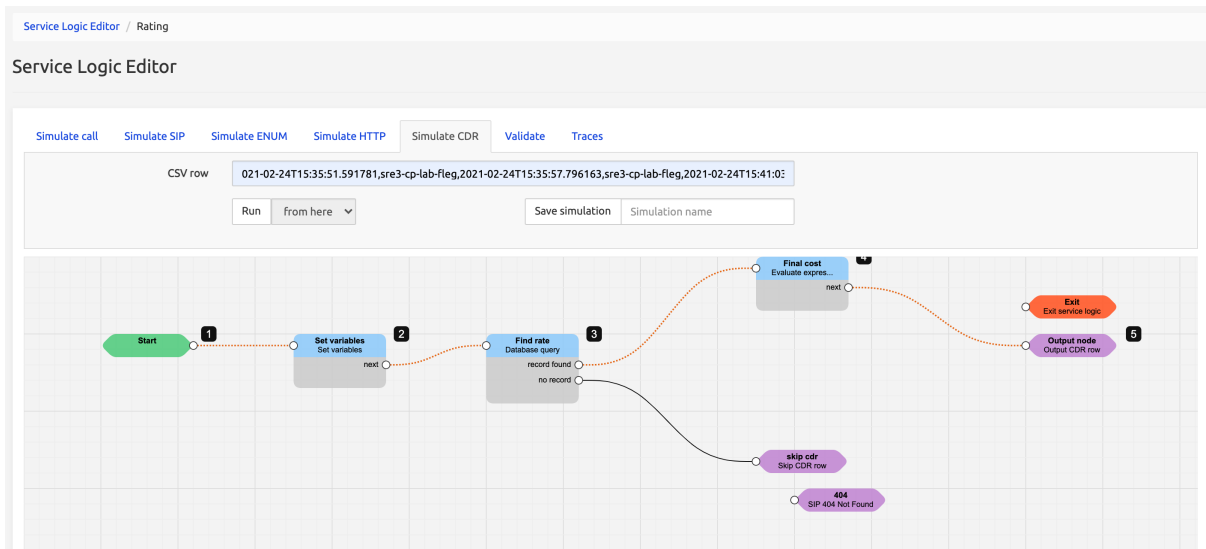 Service Logic Editor / Rating
Service Logic Editor
Simulate call Simulate SIP Simulate ENUM Simulate HTTP Simulate CDR Validate Traces
CSV row 021-02-24T15:35:51.591781,sre3-cp-lab-fleg,2021-02-24T15:35:57.796163,sre3-cp-lab-fleg,2021-02-24T15:41:03
Run from here Save simulation Simulation name
Final cost 4
Evaluate expres...
next
Exit
Exit service logic
Start 1
Set variables 2
Set variables
next
Find rate 3
Database query
record found
no record
Output node 5
Output CDR row
skip cdr
Skip CDR row
404
SIP 404 Not Found